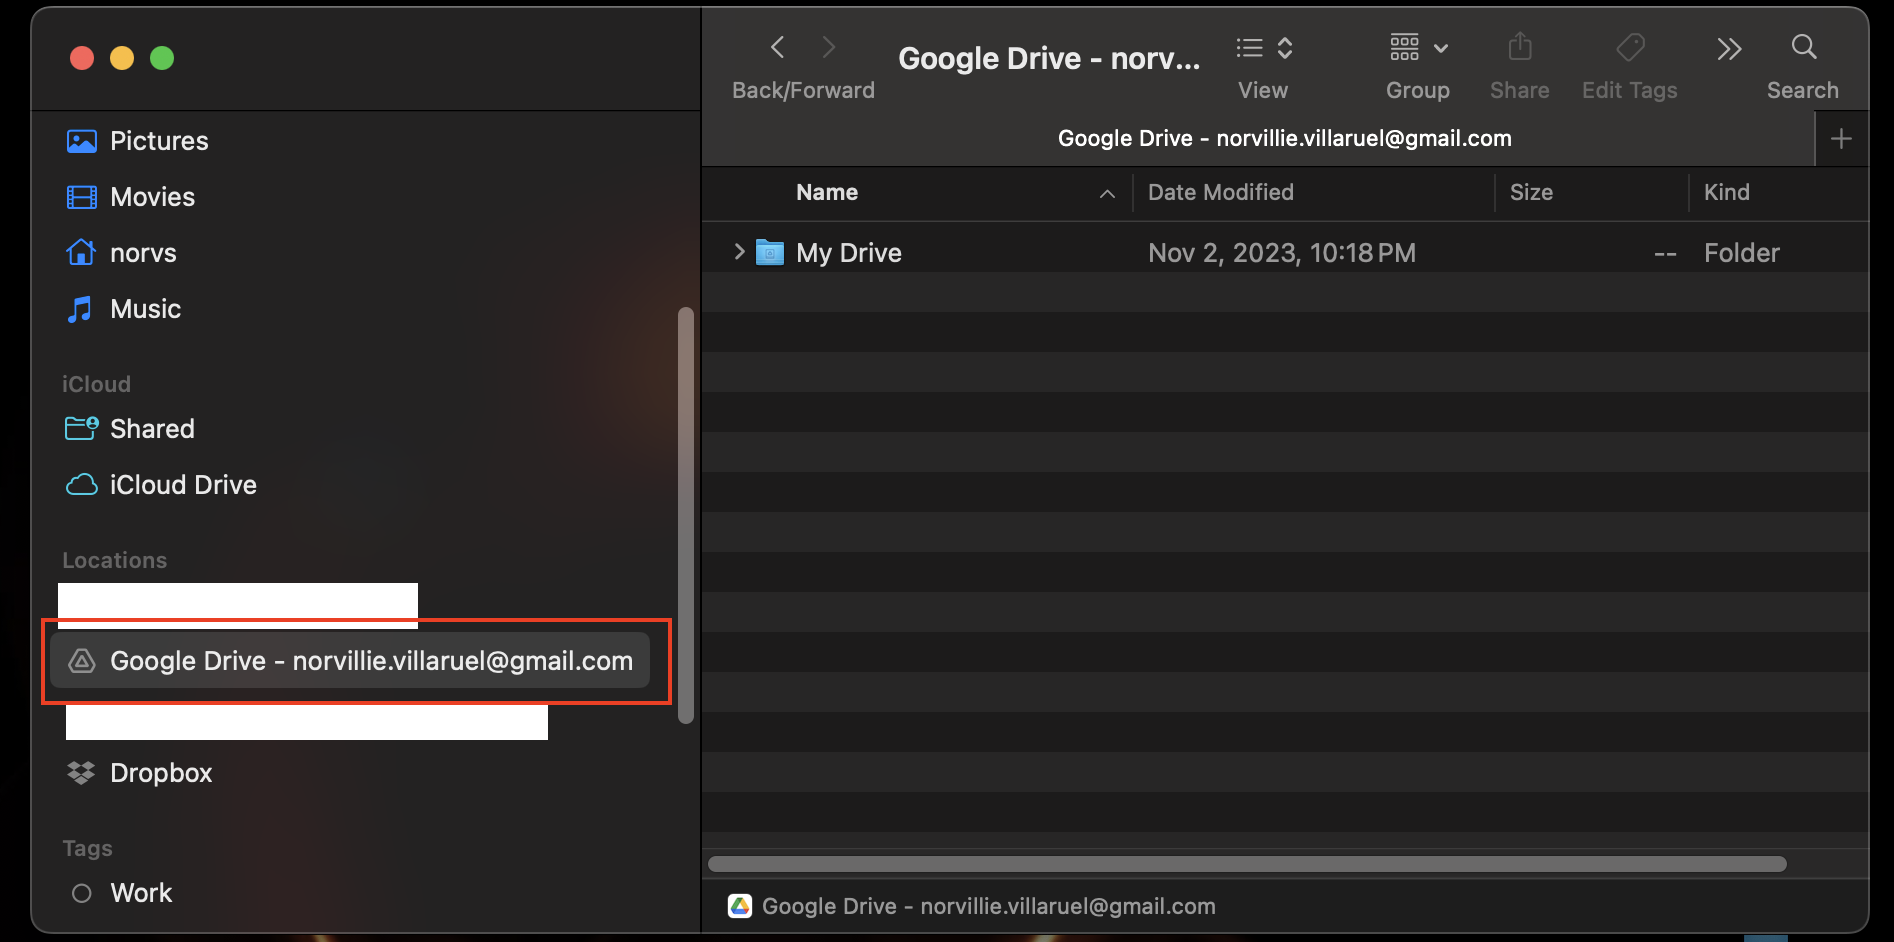 Pictures
Movies
norvs
Music
iCloud
Shared
iCloud Drive
Locations
Google Drive - norvillie.villaruel@gmail.com
Dropbox
Tags
Work
Back/Forward
Google Drive - norv...
View
Group
Share
Edit Tags
Search
Google Drive - norvillie.villaruel@gmail.com
Name Date Modified Size Kind
My Drive Nov 2, 2023, 10:18 PM -- Folder
Google Drive - norvillie.villaruel@gmail.com